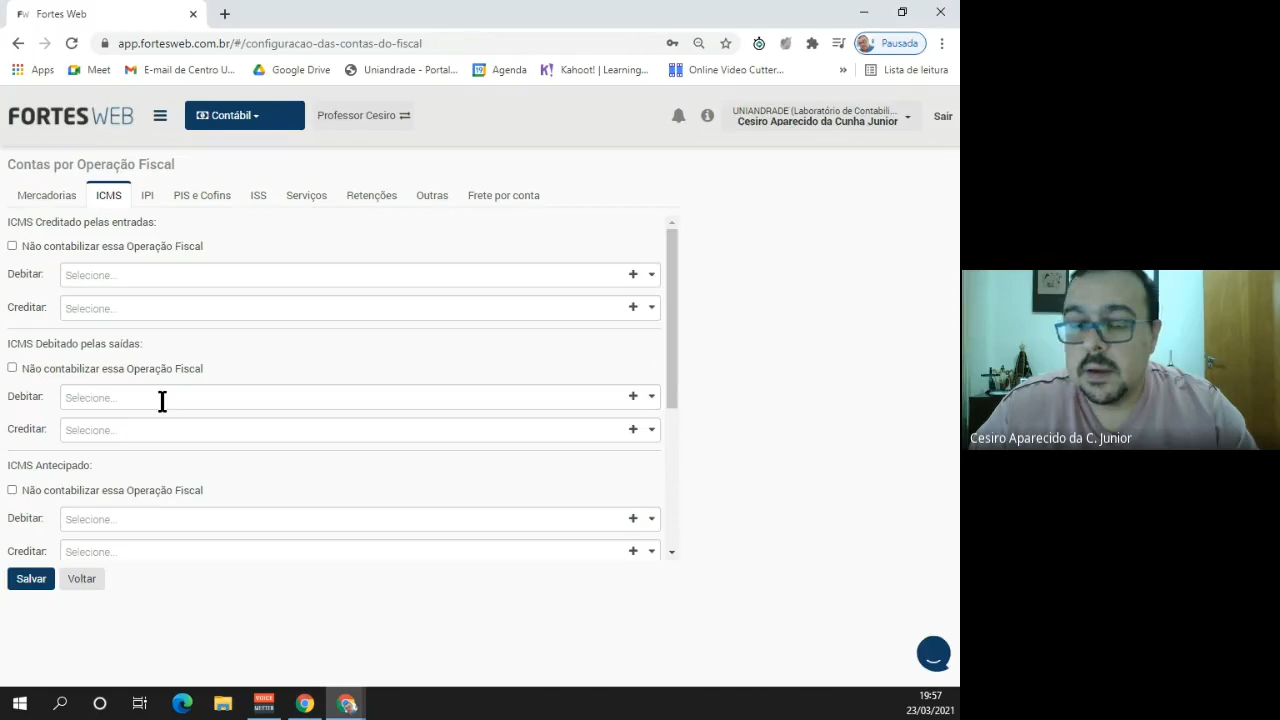 Fortes Web
app.fortesweb.com.br/#/configuracao-das-contas-do-fiscal
Pausada
Apps
Meet
E-mail de Centro U...
Google Drive
Uniandrade - Portal...
Agenda
Kahoot! | Learning...
Online Video Cutter...
»
Lista de leitura
FORTES WEB
Contábil
Professor Cesiro
UNIANDRADE (Laboratório de Contabili...
Cesiro Aparecido da Cunha Junior
Sair
Contas por Operação Fiscal
Mercadorias
ICMS
IPI
PIS e Cofins
ISS
Serviços
Retenções
Outras
Frete por conta
ICMS Creditado pelas entradas:
Não contabilizar essa Operação Fiscal
Debitar: Selecione...
Creditar: Selecione...
ICMS Debitado pelas saídas:
Não contabilizar essa Operação Fiscal
Debitar: Selecione...
Creditar: Selecione...
ICMS Antecipado:
Não contabilizar essa Operação Fiscal
Debitar: Selecione...
Creditar: Selecione...
Salvar
Voltar
Cesiro Aparecido da C. Junior
VOICE
MEETER
19:57
23/03/2021